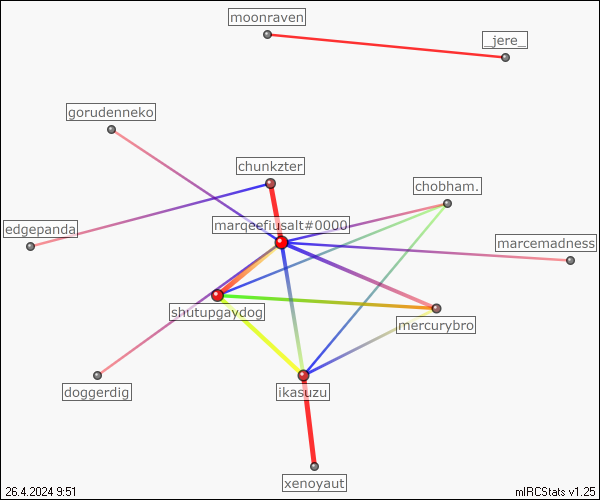 moonraven
_jere_
gorudenneko
chunkzter
chobham.
edgepanda
marqeefiusalt#0000
marcemadness
shutupgaydog
mercurybro
doggerdig
ikasuzu
xenoyaut
26.4.2024 9:51
mIRCStats v1.25